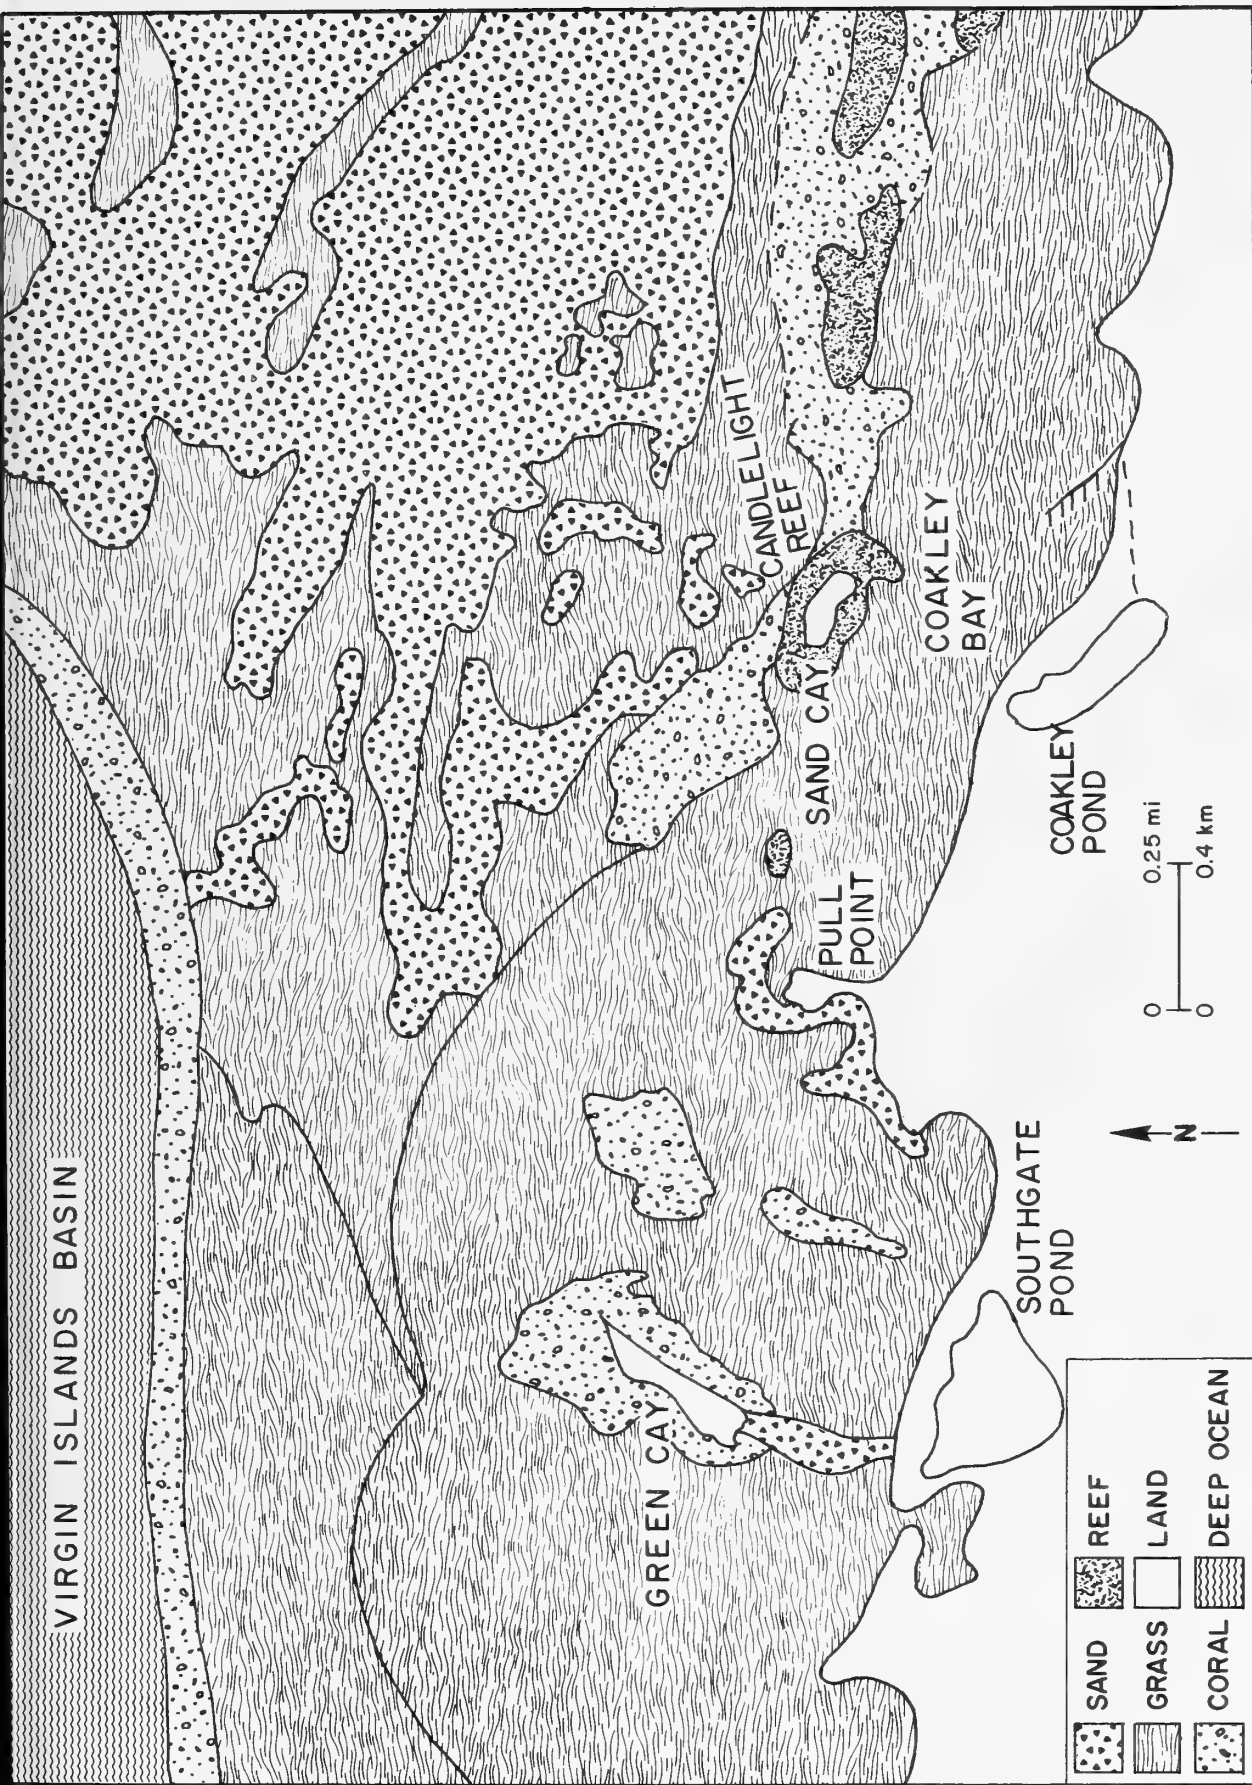 VIRGIN ISLANDS BASIN
GREEN CAY
CANDLELIGHT
REEF
SAND CAY
PULL
POINT
COAKLEY
BAY
COAKLEY
POND
SOUTHGATE
POND
N
0 0.25 mi
0 0.4 km
SAND REEF
GRASS LAND
CORAL DEEP OCEAN